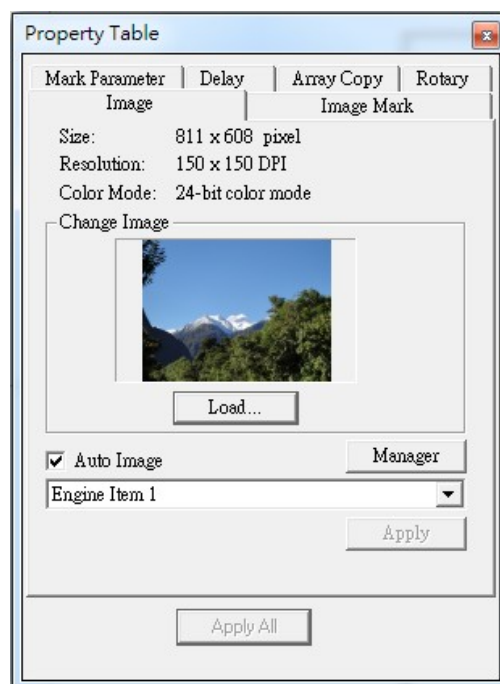 Property Table
Mark Parameter Delay Array Copy Rotary
Image Image Mark
Size: 811 x 608 pixel
Resolution: 150 x 150 DPI
Color Mode: 24-bit color mode
Change Image
Load...
Auto Image Manager
Engine Item 1
Apply
Apply All